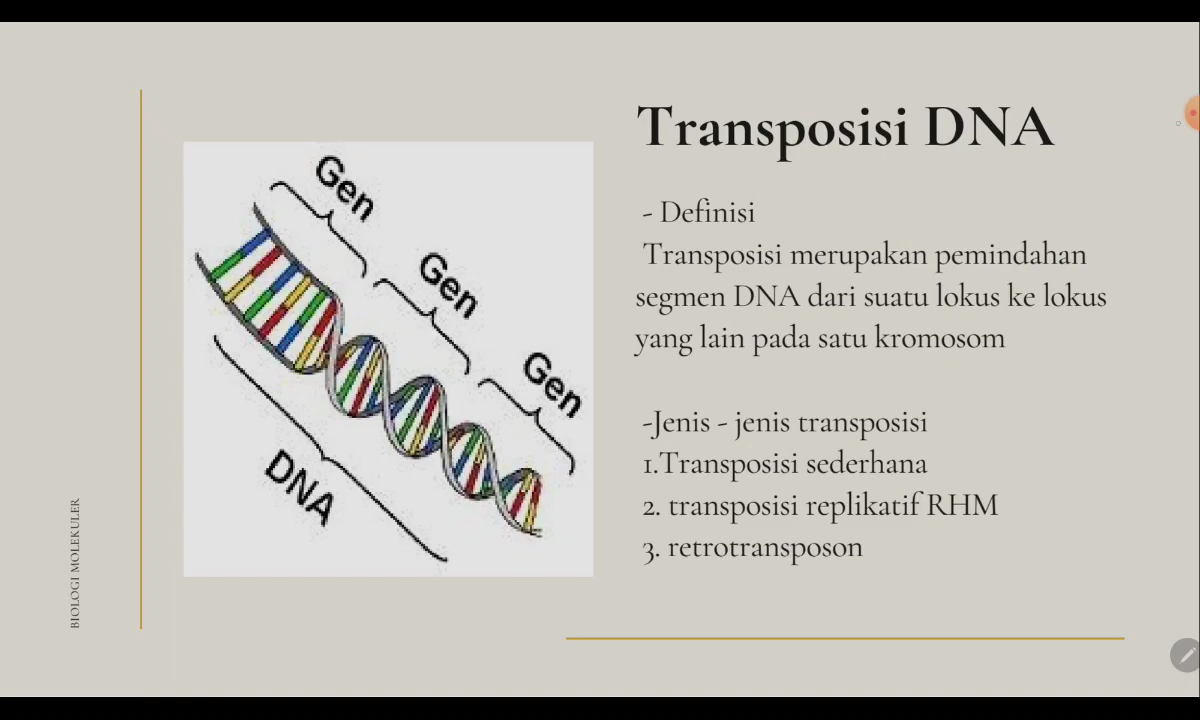 Gen
Gen
Gen
DNA
BIOLOGI MOLEKULER
Transposisi DNA
- Definisi
Transposisi merupakan pemindahan
segmen DNA dari suatu lokus ke lokus
yang lain pada satu kromosom
-Jenis - jenis transposisi
1.Transposisi sederhana
2. transposisi replikatif RHM
3. retrotransposon